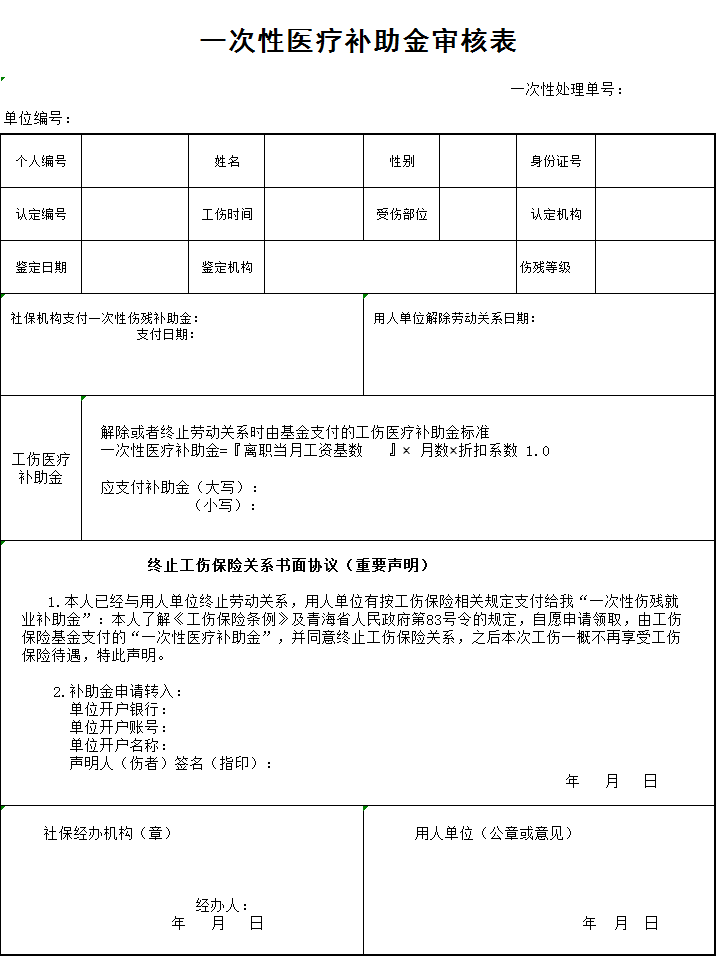 一次性医疗补助金审核表
一次性处理单号：
单位编号：
个人编号 姓名 性别 身份证号
认定编号 工伤时间 受伤部位 认定机构
鉴定日期 鉴定机构 伤残等级
社保机构支付一次性伤残补助金：
支付日期：
用人单位解除劳动关系日期：
工伤医疗
补助金
解除或者终止劳动关系时由基金支付的工伤医疗补助金标准
一次性医疗补助金=『离职当月工资基数 』× 月数×折扣系数 1.0
应支付补助金（大写）：
（小写）：
终止工伤保险关系书面协议（重要声明）
1.本人已经与用人单位终止劳动关系，用人单位有按工伤保险相关规定支付给我“一次性伤残就
业补助金”：本人了解《工伤保险条例》及青海省人民政府第83号令的规定，自愿申请领取，由工伤
保险基金支付的“一次性医疗补助金”，并同意终止工伤保险关系，之后本次工伤一概不再享受工伤
保险待遇，特此声明。
2.补助金申请转入：
单位开户银行：
单位开户账号：
单位开户名称：
声明人（伤者）签名（指印）：
年 月 日
社保经办机构（章）
经办人：
年 月 日
用人单位（公章或意见）
年 月 日